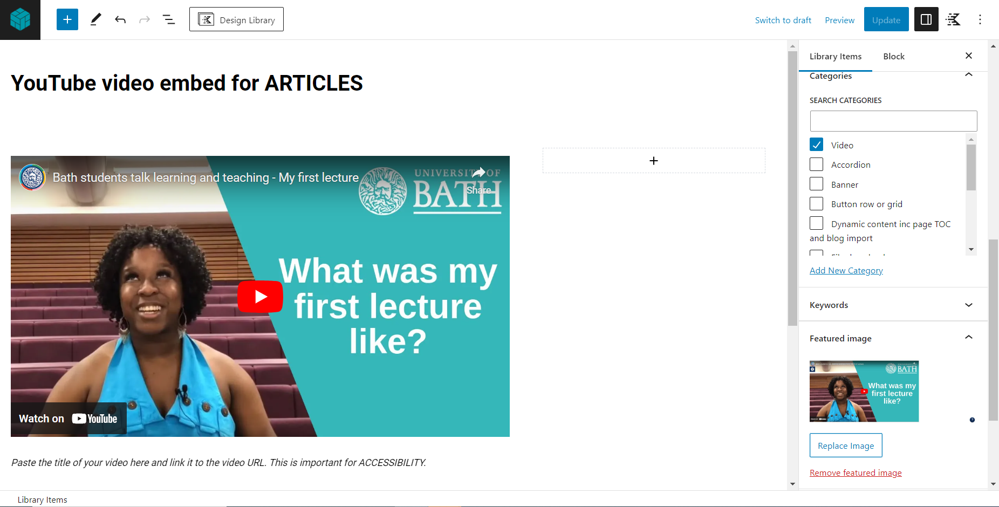 Design Library
Switch to draft
Preview
Update
YouTube video embed for ARTICLES
Bath students talk learning and teaching - My first lecture
Share
UNIVERSITY OF
BATH
What was my
first lecture
like?
Watch on YouTube
Paste the title of your video here and link it to the video URL. This is important for ACCESSIBILITY.
Library Items
Block
Categories
SEARCH CATEGORIES
Video
Accordion
Banner
Button row or grid
Dynamic content inc page TOC
and blog import
Add New Category
Keywords
Featured image
BATH
What was my
first lecture
like?
Replace Image
Remove featured image
Library Items